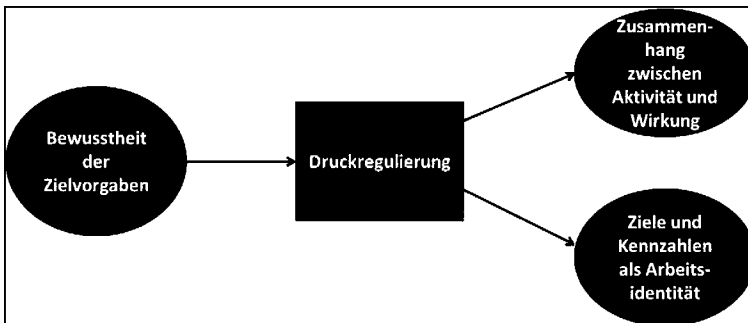 Bewusstheit
der
Zielvorgaben
Druckregulierung
Zusammen-
hang
zwischen
Aktivität und
Wirkung
Ziele und
Kennzahlen
als Arbeits-
identität